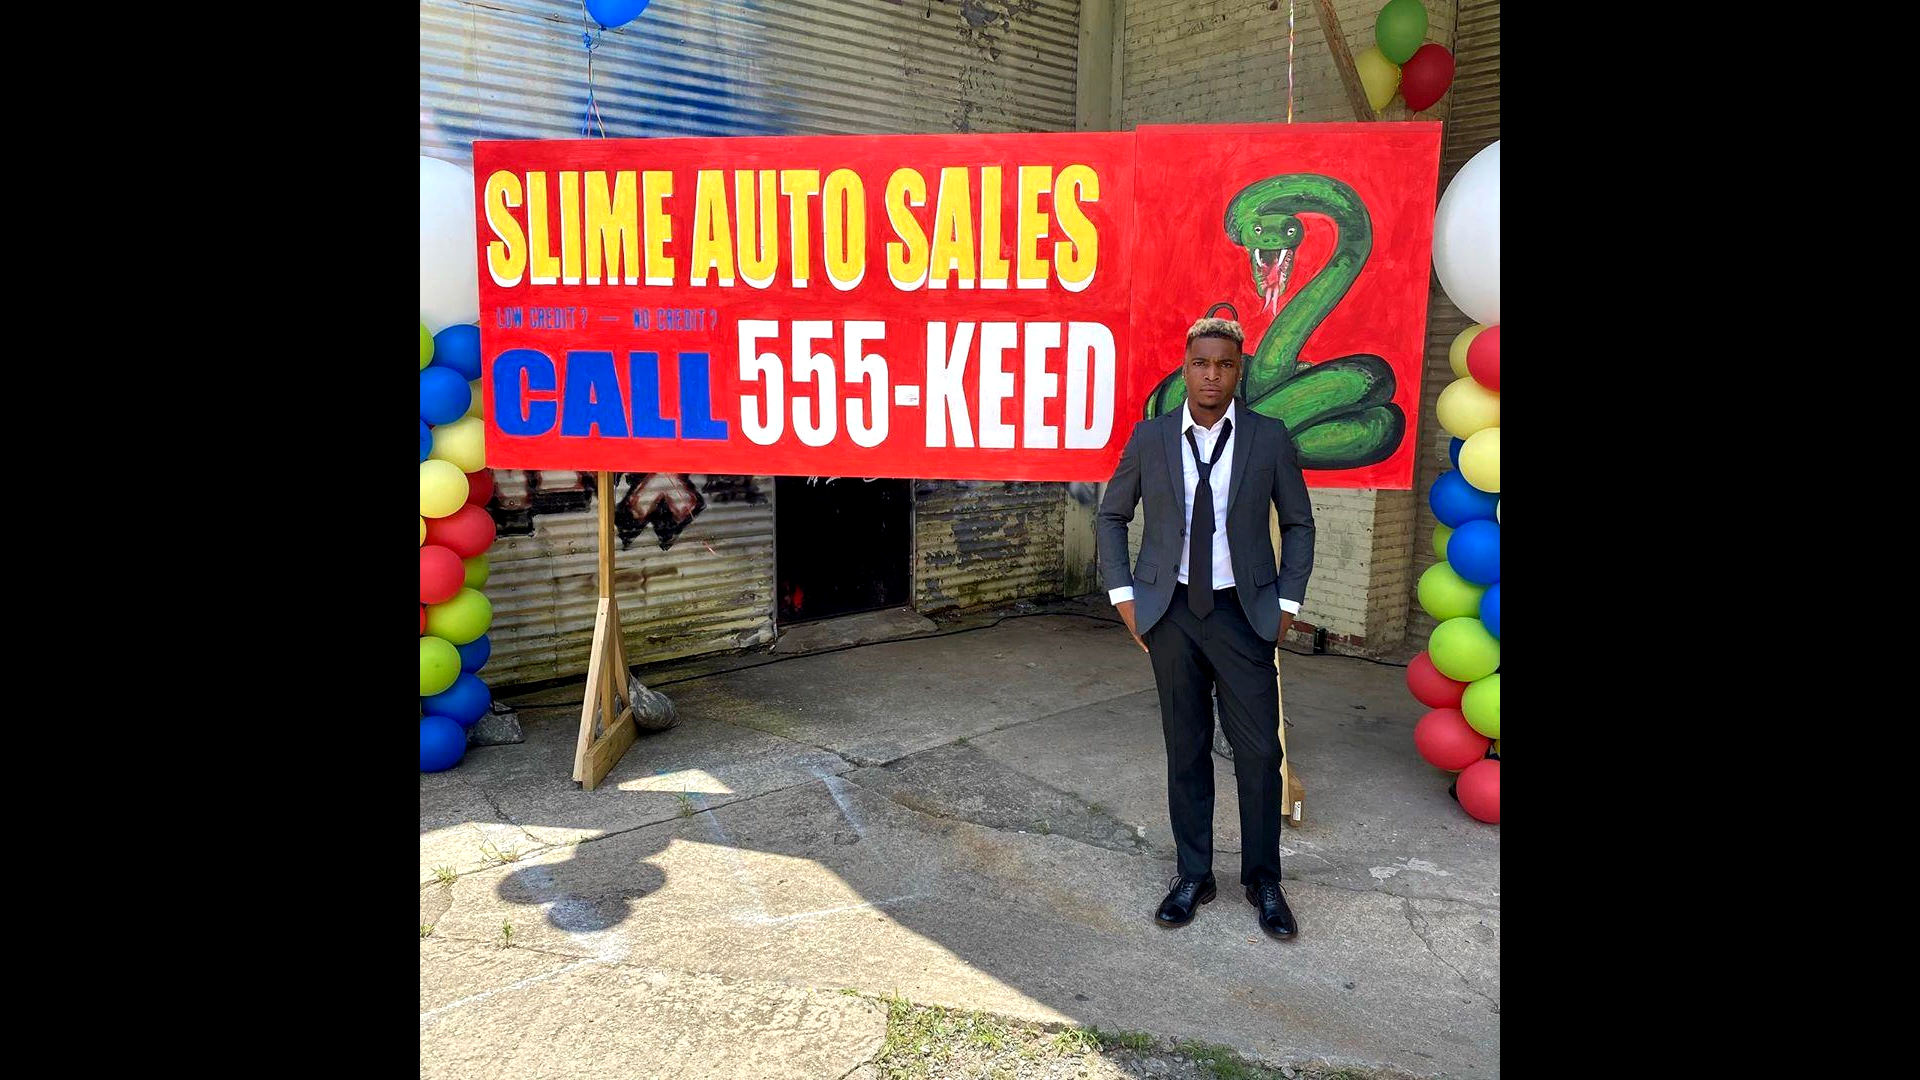 SLIME AUTO SALES
LOW CREDIT? — NO CREDIT?
CALL 555-KEED